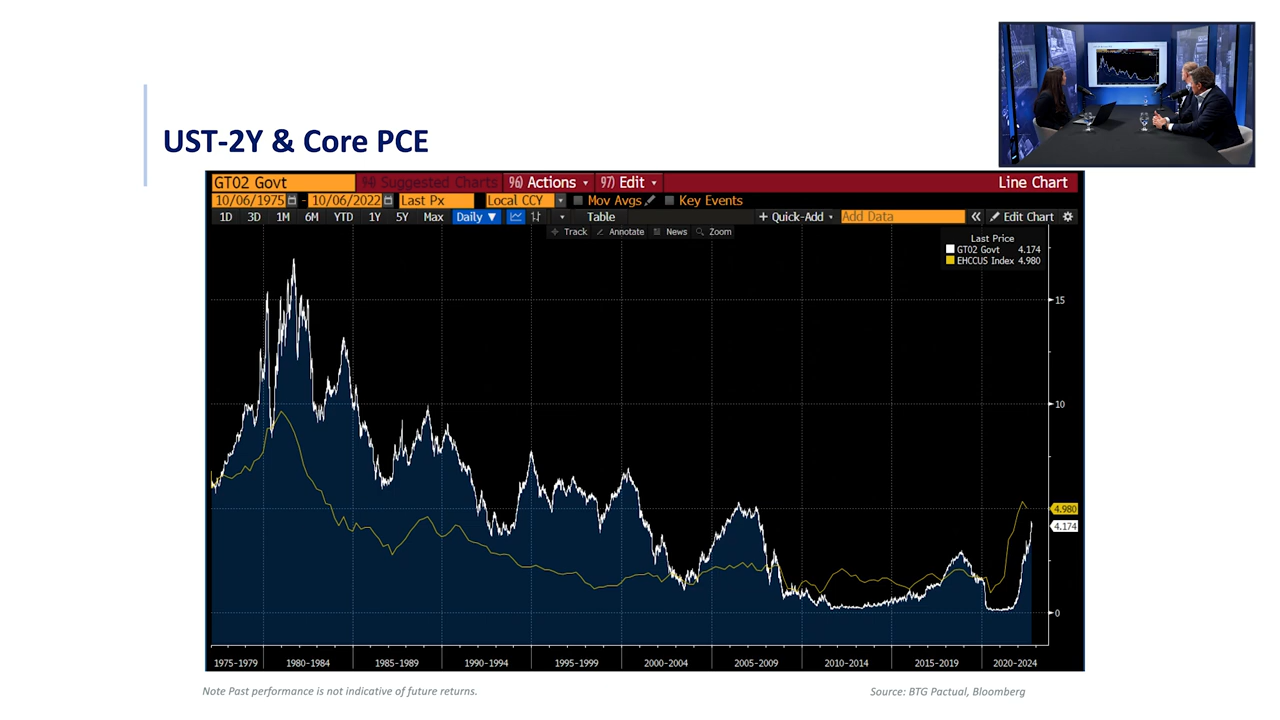 UST-2Y & Core PCE
GT02 Govt 94) Suggested Charts 96) Actions 97) Edit Line Chart
10/06/1975 - 10/06/2022 Last Px Local CCY Mov Avgs Key Events
1D 3D 1M 6M YTD 1Y 5Y Max Daily ▼ Table + Quick-Add Add Data « Edit Chart
Track Annotate News Zoom
Last Price
GT02 Govt 4.174
EHCCUS Index 4.980
15
10
4.980
4.174
0
1975-1979 1980-1984 1985-1989 1990-1994 1995-1999 2000-2004 2005-2009 2010-2014 2015-2019 2020-2024
Note Past performance is not indicative of future returns.
Source: BTG Pactual, Bloomberg